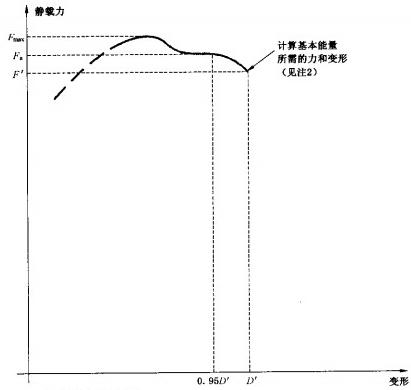 静载力
Fmax
Fa
F′
计算基本能量
所需的力和变形
（见注2）
0.95D′
D′
变形